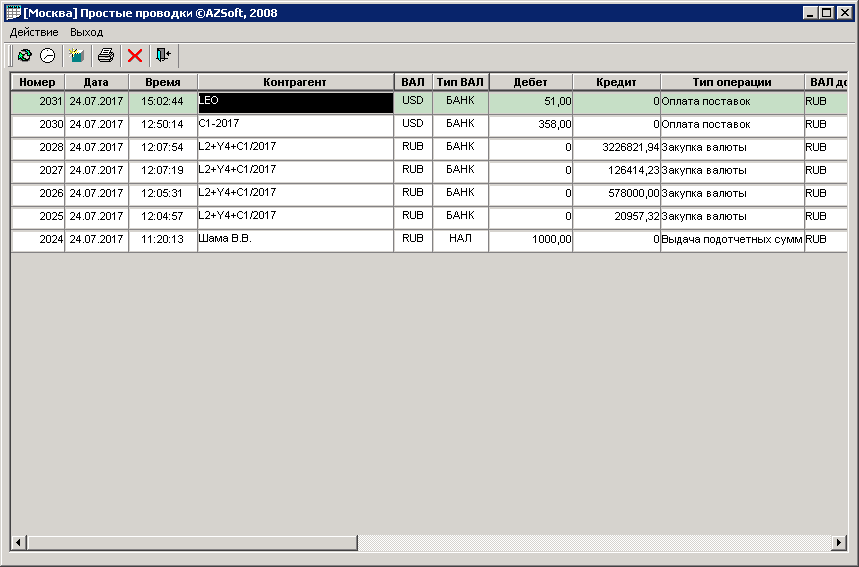 [Москва] Простые проводки ©AZSoft, 2008
Действие Выход
Номер Дата Время Контрагент ВАЛ Тип ВАЛ Дебет Кредит Тип операции ВАЛ до
2031 24.07.2017 15:02:44 LEO USD БАНК 51,00 0 Оплата поставок RUB
2030 24.07.2017 12:50:14 C1-2017 USD БАНК 358,00 0 Оплата поставок RUB
2028 24.07.2017 12:07:54 L2+Y4+C1/2017 RUB БАНК 0 3226821,94 Закупка валюты RUB
2027 24.07.2017 12:07:19 L2+Y4+C1/2017 RUB БАНК 0 126414,23 Закупка валюты RUB
2026 24.07.2017 12:05:31 L2+Y4+C1/2017 RUB БАНК 0 578000,00 Закупка валюты RUB
2025 24.07.2017 12:04:57 L2+Y4+C1/2017 RUB БАНК 0 20957,32 Закупка валюты RUB
2024 24.07.2017 11:20:13 Шама В.В. RUB НАЛ 1000,00 0 Выдача подотчетных сумм RUB